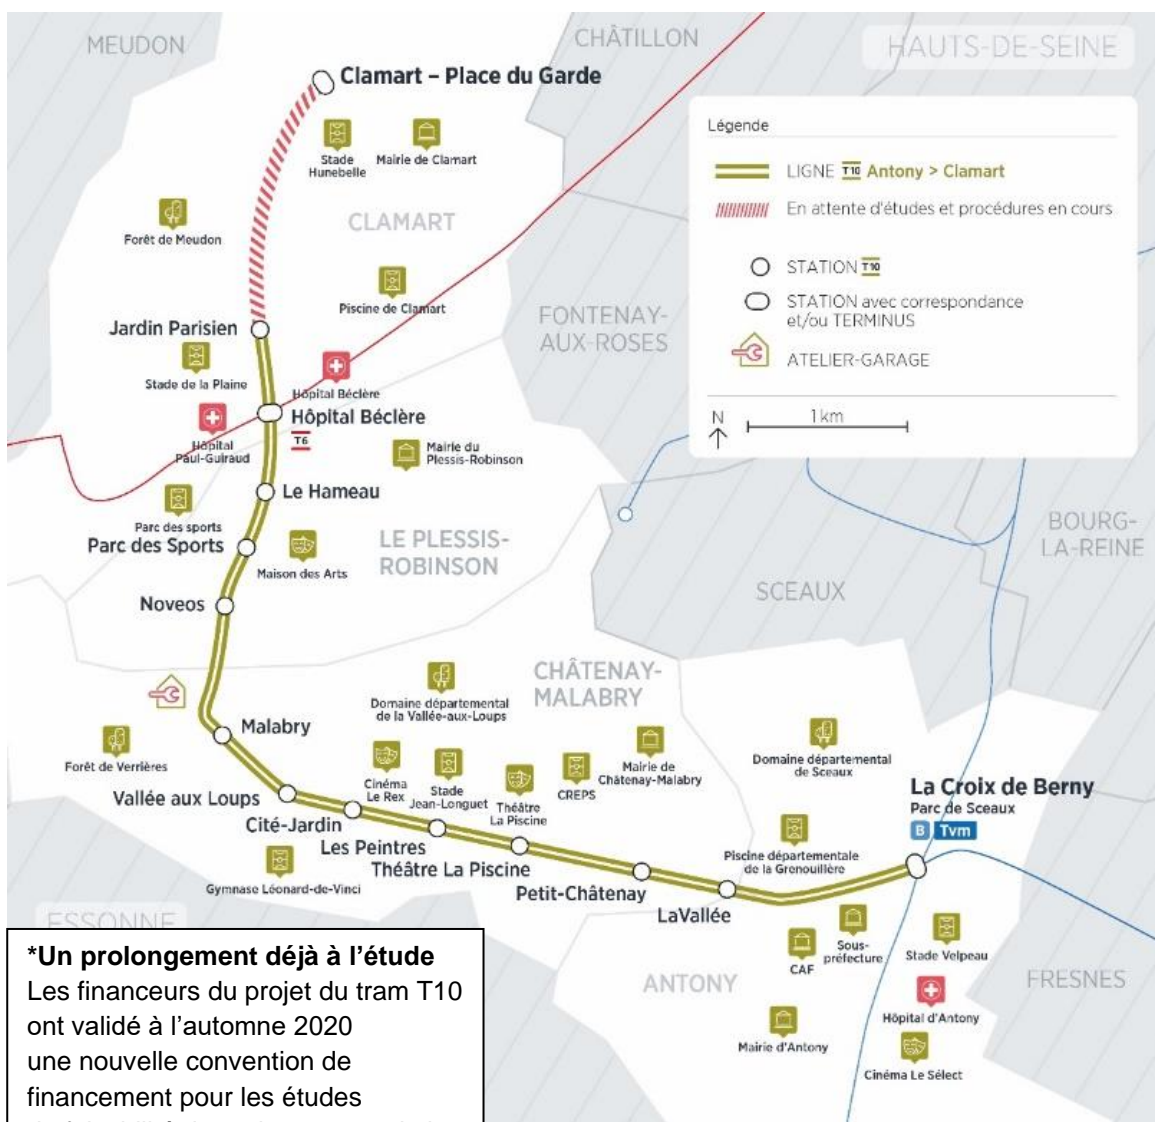 MEUDON
CHÂTILLON
HAUTS-DE-SEINE
Clamart – Place du Garde
Légende
LIGNE T10 Antony > Clamart
En attente d'études et procédures en cours
STATION T10
STATION avec correspondance
et/ou TERMINUS
ATELIER-GARAGE
N
1 km
Stade
Hunebelle
Mairie de Clamart
CLAMART
Forêt de Meudon
Piscine de Clamart
FONTENAY-
AUX-ROSES
Jardin Parisien
Stade de la Plaine
Hôpital Béclère
Hôpital Béclère
T6
Hôpital
Paul-Guiraud
Mairie du
Plessis-Robinson
Le Hameau
Parc des sports
Parc des Sports
Maison des Arts
LE PLESSIS-
ROBINSON
BOURG-
LA-REINE
SCEAUX
Noveos
CHÂTENAY-
MALABRY
Domaine départemental
de la Vallée-aux-Loups
Malabry
Forêt de Verrières
Mairie de
Châtenay-Malabry
Domaine départemental
de Sceaux
Cinéma
Le Rex
Stade
Jean-Longuet
Théâtre
La Piscine
CREPS
Vallée aux Loups
Cité-Jardin
Les Peintres
Théâtre La Piscine
Petit-Châtenay
LaVallée
La Croix de Berny
Parc de Sceaux
B Tvm
Piscine départementale
de la Grenouillère
Gymnase Léonard-de-Vinci
ESSONNE
CAF
Sous-
préfecture
Stade Velpeau
FRESNES
ANTONY
Hôpital d'Antony
Mairie d'Antony
Cinéma Le Sélect
*Un prolongement déjà à l’étude
Les financeurs du projet du tram T10
ont validé à l’automne 2020
une nouvelle convention de
financement pour les études